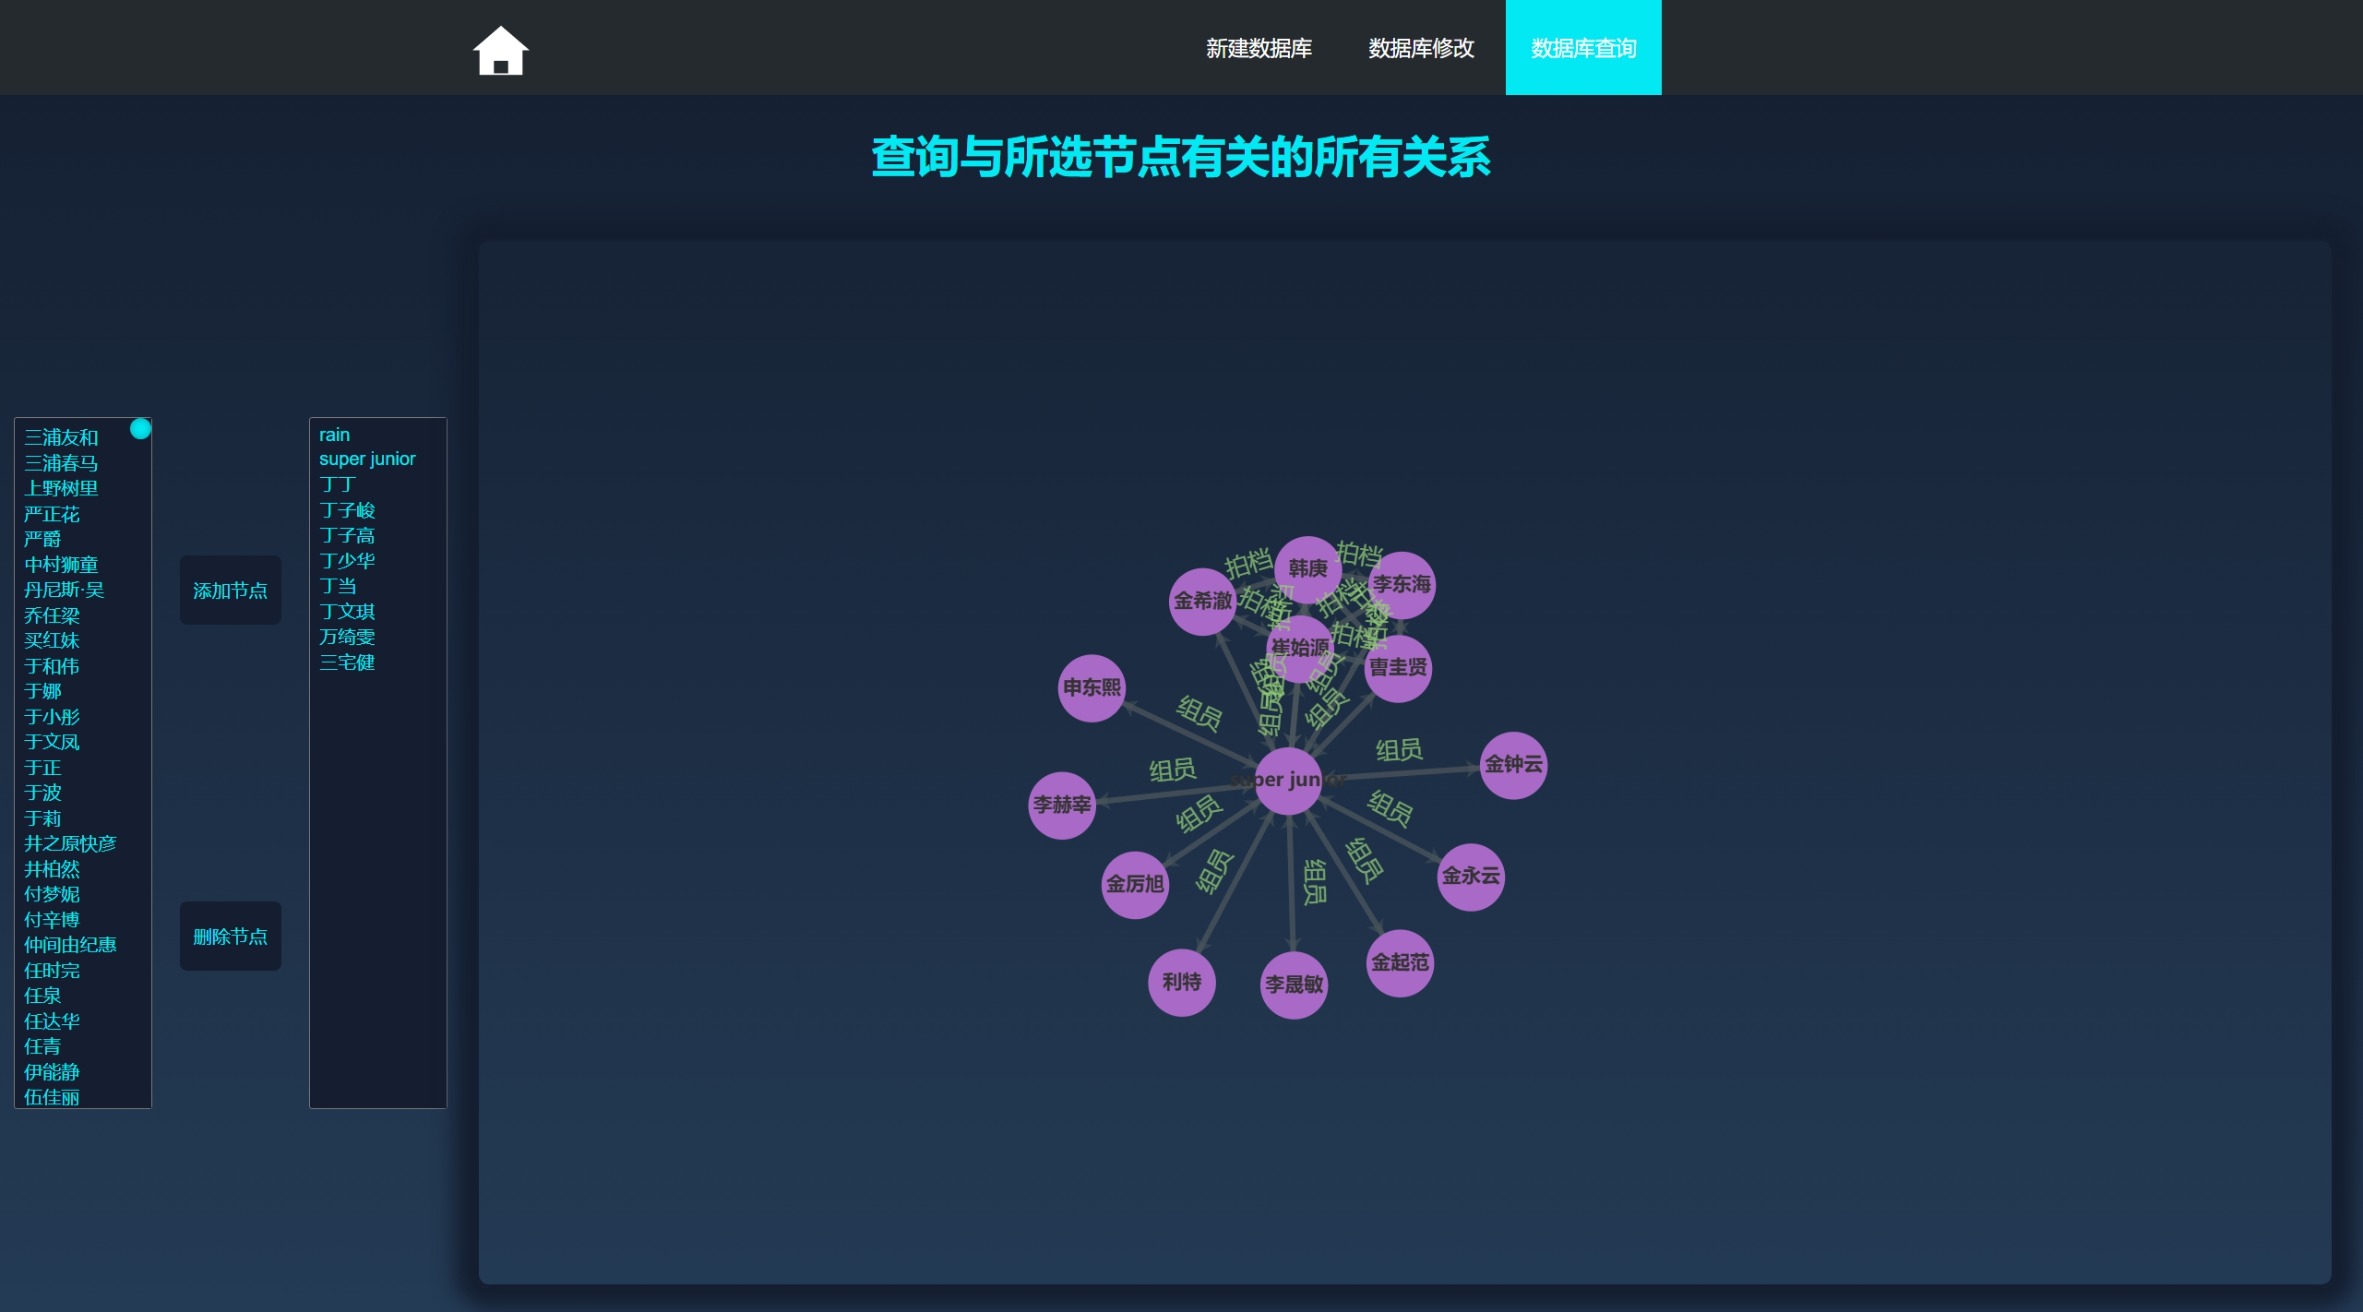 新建数据库
数据库修改
数据库查询
查询与所选节点有关的所有关系
三浦友和
三浦春马
上野树里
严正花
严爵
中村狮童
丹尼斯·吴
乔任梁
买红妹
于和伟
于娜
于小彤
于文凤
于正
于波
于莉
井之原快彦
井柏然
付梦妮
付辛博
仲间由纪惠
任时完
任泉
任达华
任青
伊能静
伍佳丽
添加节点
删除节点
rain
super junior
丁丁
丁子峻
丁子高
丁少华
丁当
丁文琪
万绮雯
三宅健
拍档
韩庚
拍档
李东海
金希澈
拍档
拍档
崔始源
拍档
曹圭贤
申东熙
组员
组员
组员
组员
组员
金钟云
组员
super junior
李赫宰
组员
组员
金永云
金厉旭
组员
组员
组员
金起范
利特
李晟敏